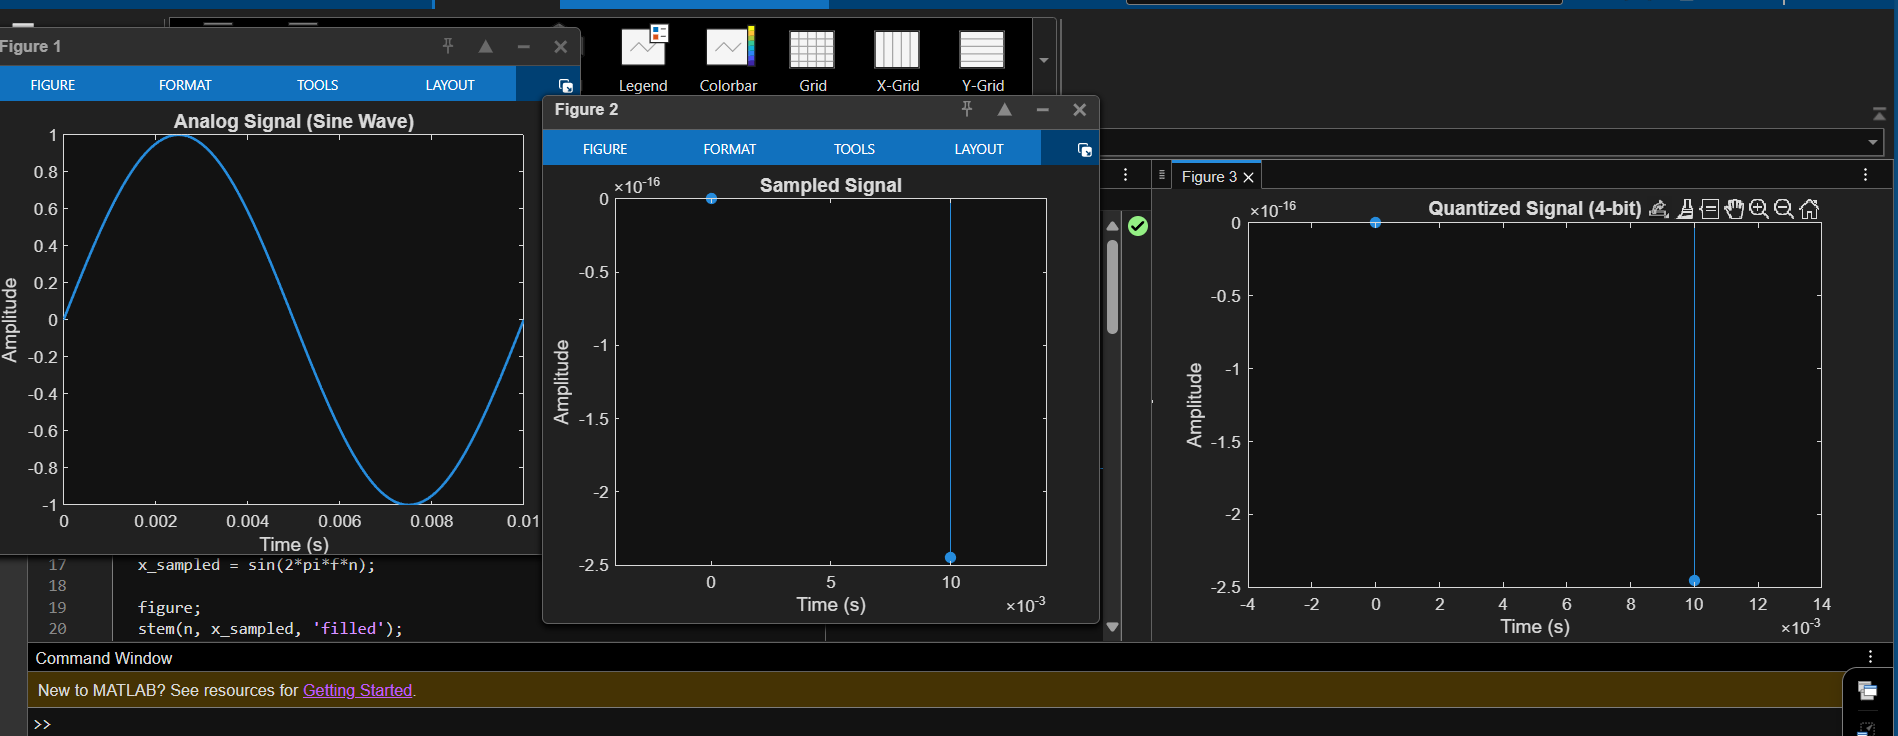 Figure 1
FIGURE FORMAT TOOLS LAYOUT
Analog Signal (Sine Wave)
1
0.8
0.6
0.4
0.2
0
-0.2
-0.4
-0.6
-0.8
-1
Amplitude
0 0.002 0.004 0.006 0.008 0.01
Time (s)
Legend Colorbar Grid X-Grid Y-Grid
Figure 2
FIGURE FORMAT TOOLS LAYOUT
×10-16
Sampled Signal
0
-0.5
-1
-1.5
-2
-2.5
Amplitude
0 5 10
Time (s)
×10-3
Figure 3
×10-16
Quantized Signal (4-bit)
0
-0.5
-1
-1.5
-2
-2.5
Amplitude
-4 -2 0 2 4 6 8 10 12 14
Time (s)
×10-3
17 x_sampled = sin(2*pi*f*n);
18
19 figure;
20 stem(n, x_sampled, 'filled');
Command Window
New to MATLAB? See resources for Getting Started.
>>